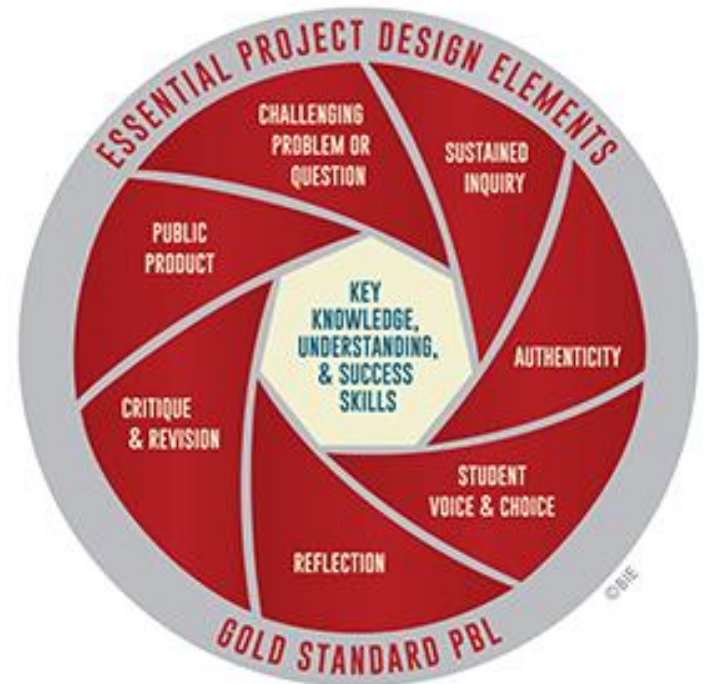 ESSENTIAL PROJECT DESIGN ELEMENTS
CHALLENGING
PROBLEM OR
QUESTION
SUSTAINED
INQUIRY
AUTHENTICITY
STUDENT
VOICE & CHOICE
REFLECTION
CRITIQUE
& REVISION
PUBLIC
PRODUCT
KEY
KNOWLEDGE,
UNDERSTANDING,
& SUCCESS
SKILLS
GOLD STANDARD PBL
©BIE